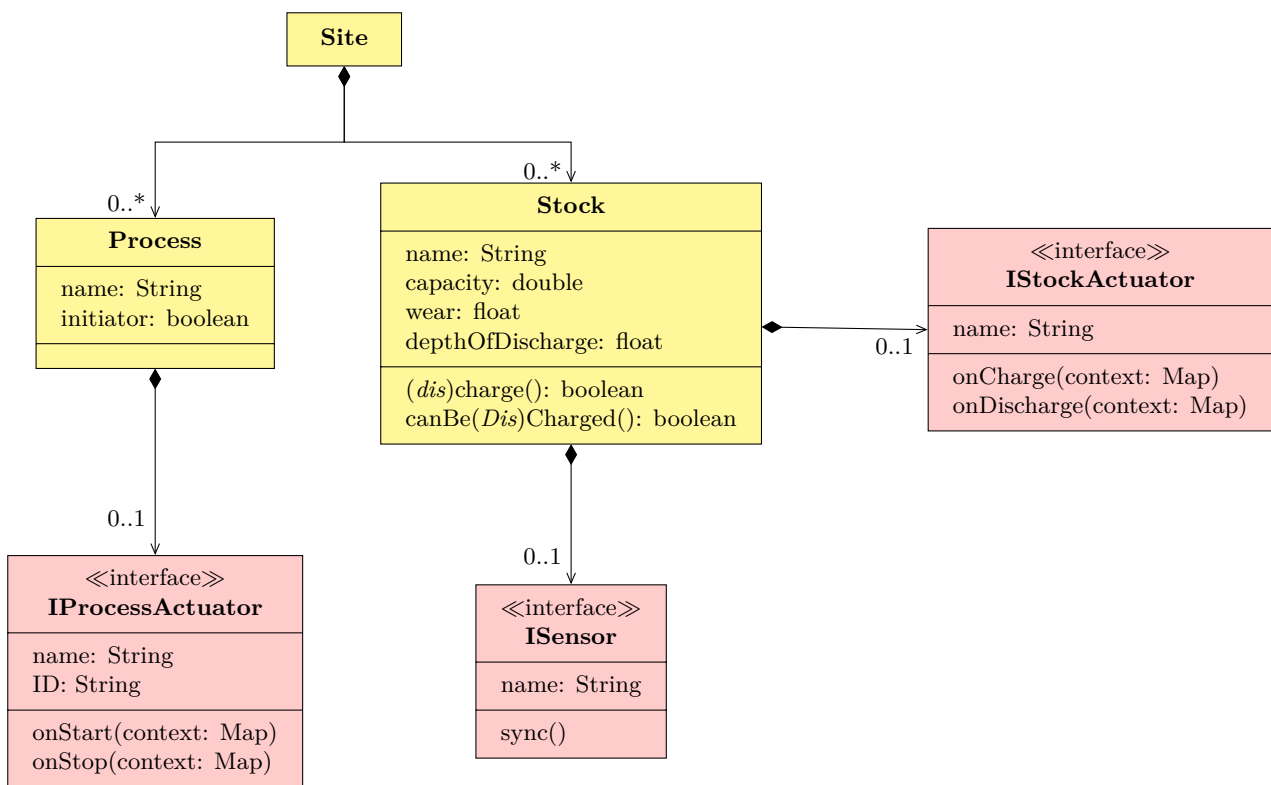 Site
0..*
Process
name: String
initiator: boolean
0..*
Stock
name: String
capacity: double
wear: float
depthOfDischarge: float
(dis)charge(): boolean
canBe(Dis)Charged(): boolean
0..1
≪interface≫
IStockActuator
name: String
onCharge(context: Map)
onDischarge(context: Map)
0..1
≪interface≫
IProcessActuator
name: String
ID: String
onStart(context: Map)
onStop(context: Map)
0..1
≪interface≫
ISensor
name: String
sync()